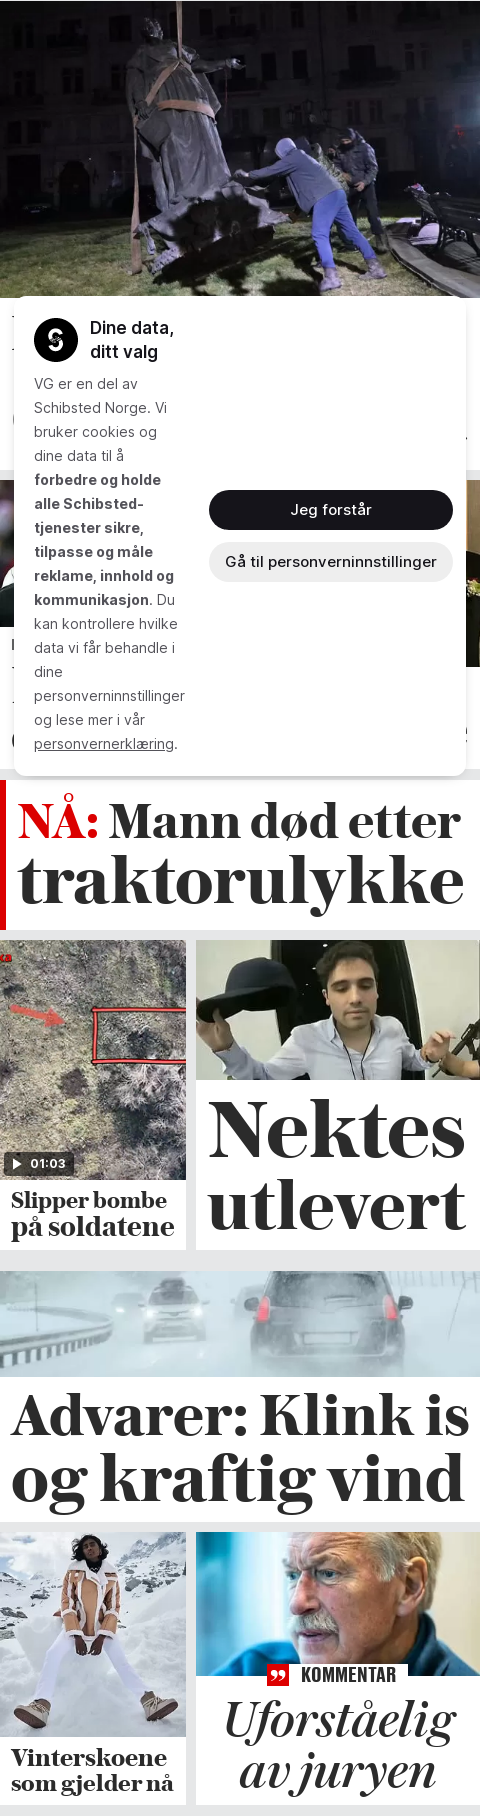 Dine data,
ditt valg
VG er en del av
Schibsted Norge. Vi
bruker cookies og
dine data til å
forbedre og holde
alle Schibsted-
tjenester sikre,
tilpasse og måle
reklame, innhold og
kommunikasjon. Du
kan kontrollere hvilke
data vi får behandle i
dine
personverninnstillinger
og lese mer i vår
personvernerklæring.
Jeg forstår
Gå til personverninnstillinger
NÅ: Mann død etter
traktorulykke
01:03
Slipper bombe
på soldatene
Nektes
utlevert
Advarer: Klink is
og kraftig vind
Vinterskoene
som gjelder nå
KOMMENTAR
Uforståelig
av juryen